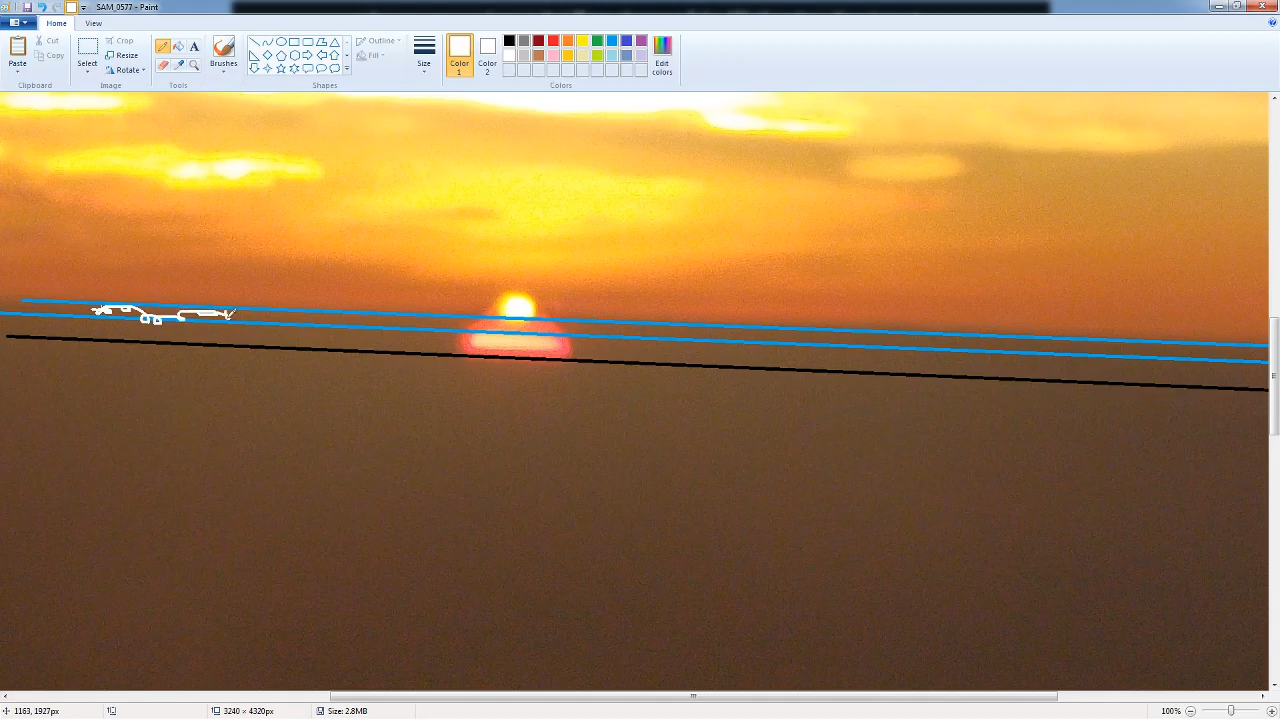 SAM_0577 - Paint
Home
View
Paste
Cut
Copy
Clipboard
Select
Crop
Resize
Rotate
Image
A
Tools
Brushes
Outline
Fill
Shapes
Size
Color
1
Color
2
Edit
colors
Colors
1163, 1927px
3240 × 4320px
Size: 2.8MB
100%